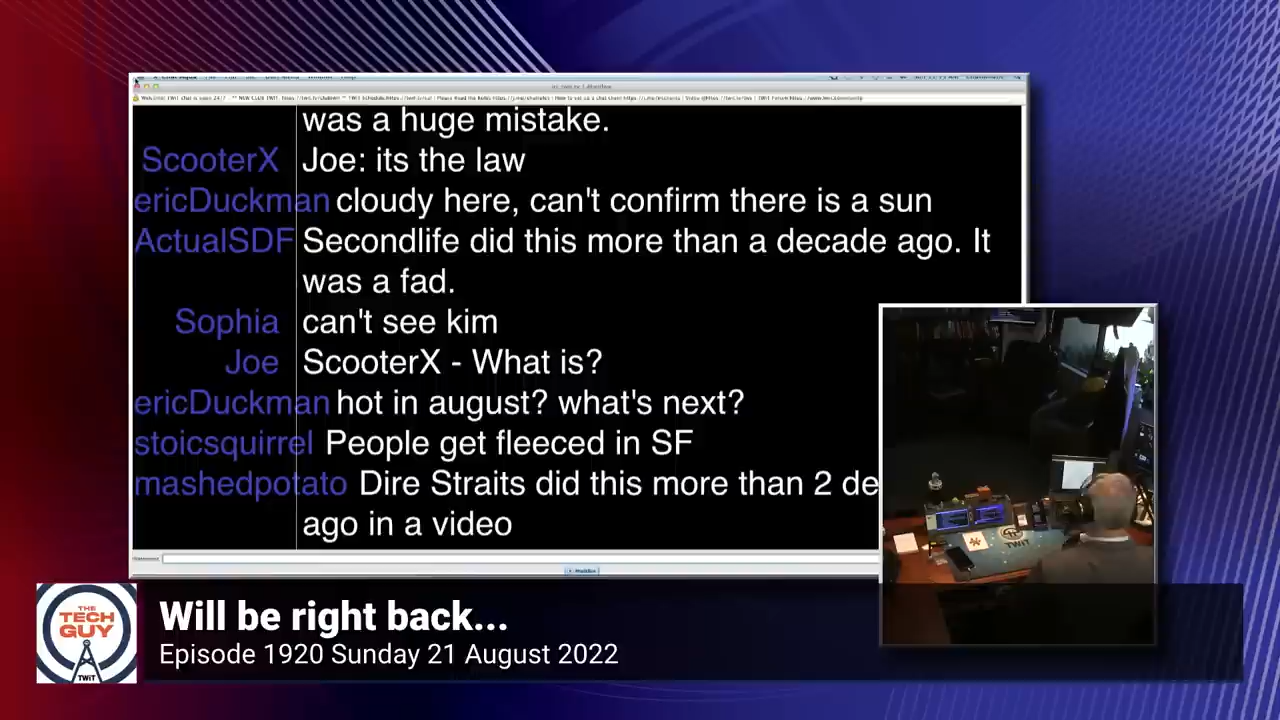 was a huge mistake.
ScooterX Joe: its the law
ericDuckman cloudy here, can't confirm there is a sun
ActualSDF Secondlife did this more than a decade ago. It
was a fad.
Sophia can't see kim
Joe ScooterX - What is?
ericDuckman hot in august? what's next?
stoicsquirrel People get fleeced in SF
mashedpotato Dire Straits did this more than 2 de
ago in a video
TWiT
THE
TECH
GUY
TWiT
Will be right back...
Episode 1920 Sunday 21 August 2022